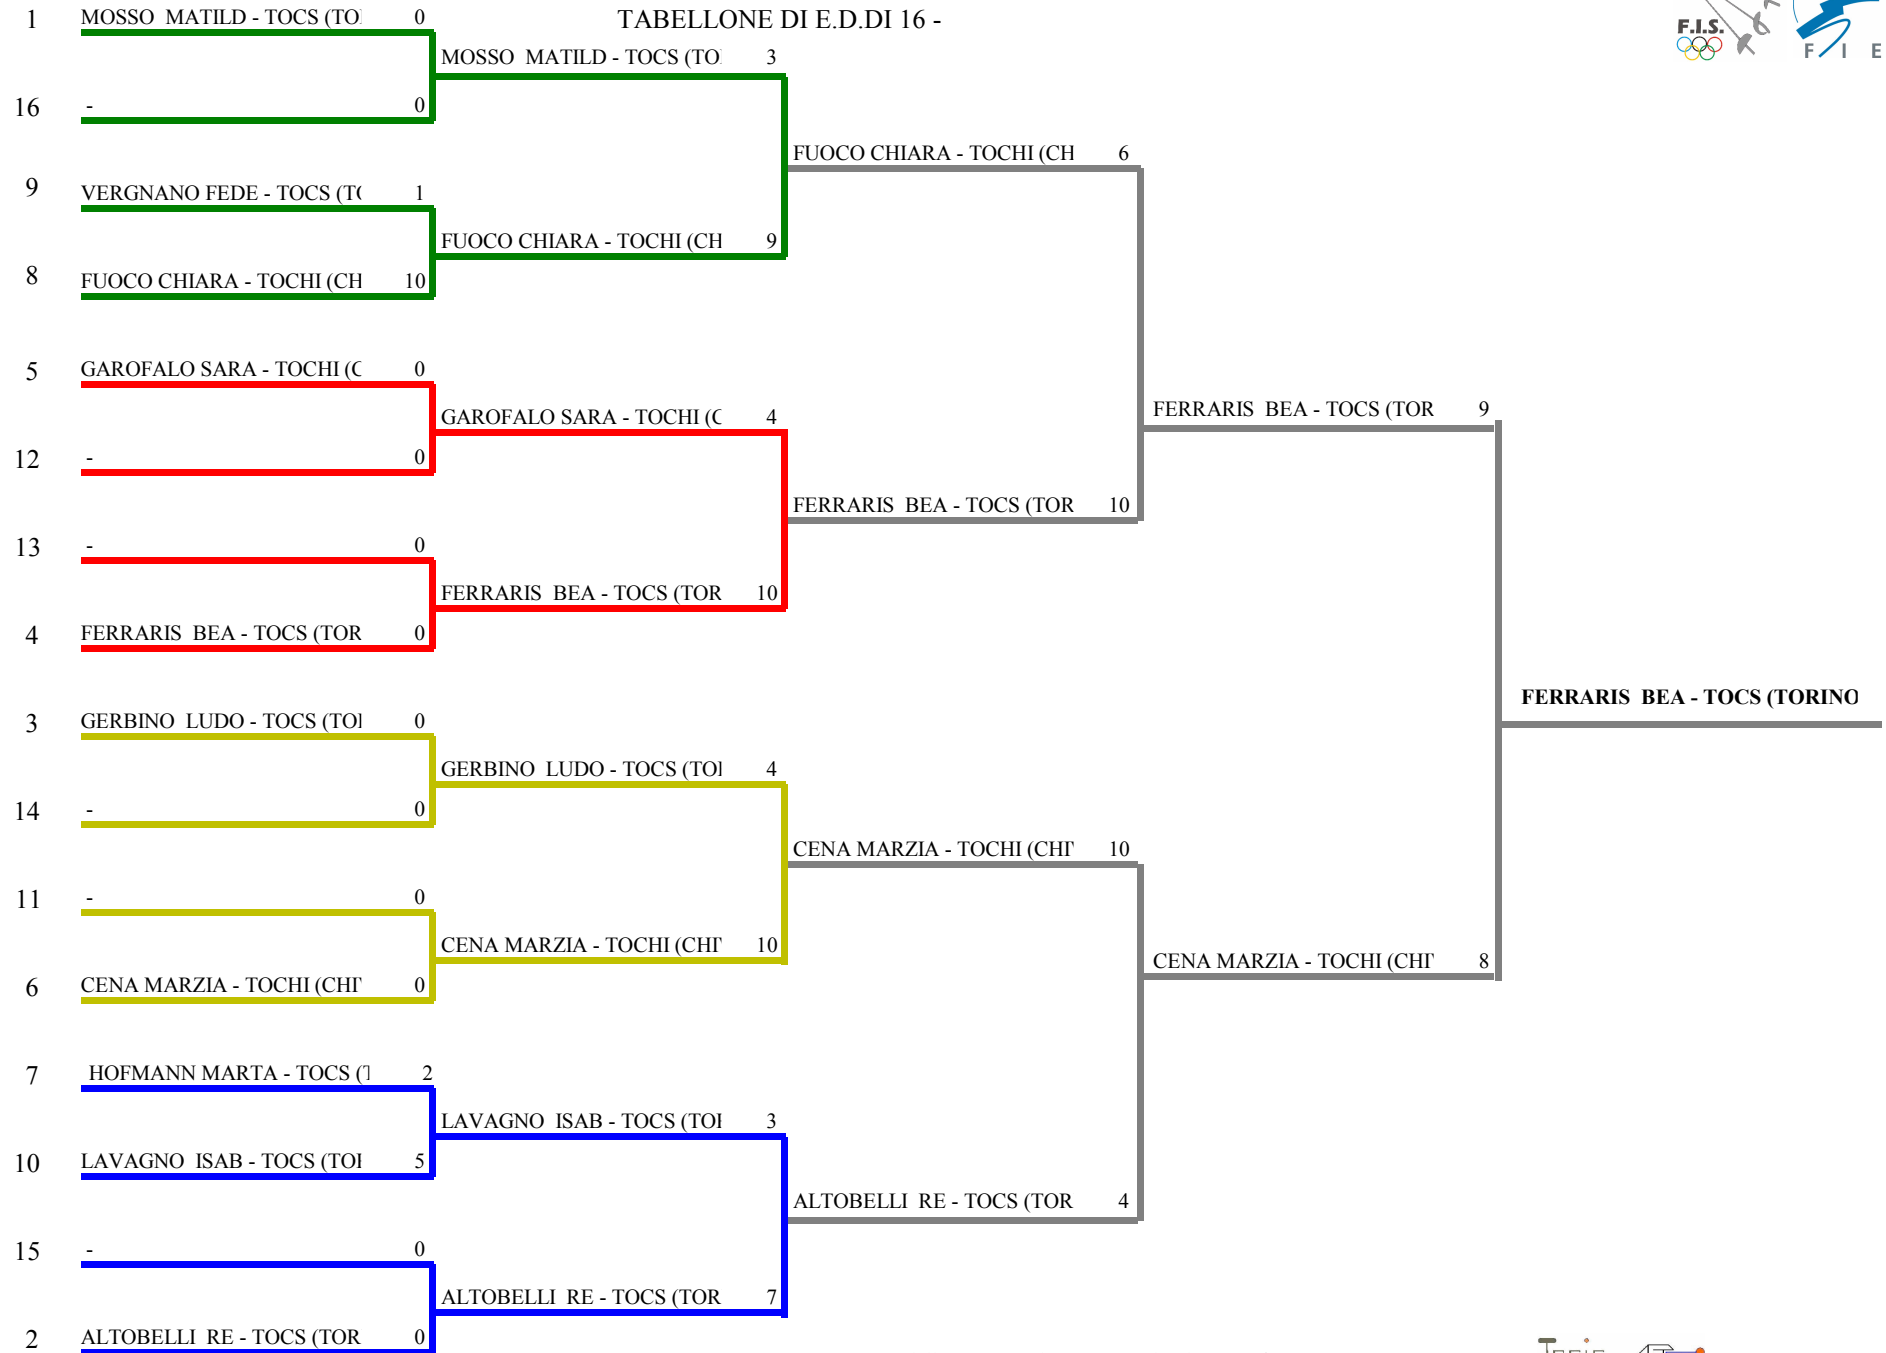 TABELLONE DI E.D.DI 16 -
F.I.S.
F I E
1 MOSSO MATILD - TOCS (TO 0
MOSSO MATILD - TOCS (TO 3
16 - 0
FUOCO CHIARA - TOCHI (CH 6
9 VERGNANO FEDE - TOCS (T 1
FUOCO CHIARA - TOCHI (CH 9
8 FUOCO CHIARA - TOCHI (CH 10
5 GAROFALO SARA - TOCHI (C 0
GAROFALO SARA - TOCHI (C 4
FERRARIS BEA - TOCS (TOR 9
12 - 0
FERRARIS BEA - TOCS (TOR 10
13 - 0
FERRARIS BEA - TOCS (TOR 10
4 FERRARIS BEA - TOCS (TOR 0
FERRARIS BEA - TOCS (TORINO
3 GERBINO LUDO - TOCS (TO 0
GERBINO LUDO - TOCS (TO 4
14 - 0
CENA MARZIA - TOCHI (CHI 10
11 - 0
CENA MARZIA - TOCHI (CHI 10
CENA MARZIA - TOCHI (CHI 8
6 CENA MARZIA - TOCHI (CHI 0
7 HOFMANN MARTA - TOCS (T 2
LAVAGNO ISAB - TOCS (TO 3
10 LAVAGNO ISAB - TOCS (TO 5
ALTOBELLI RE - TOCS (TOR 4
15 - 0
ALTOBELLI RE - TOCS (TOR 7
2 ALTOBELLI RE - TOCS (TOR 0